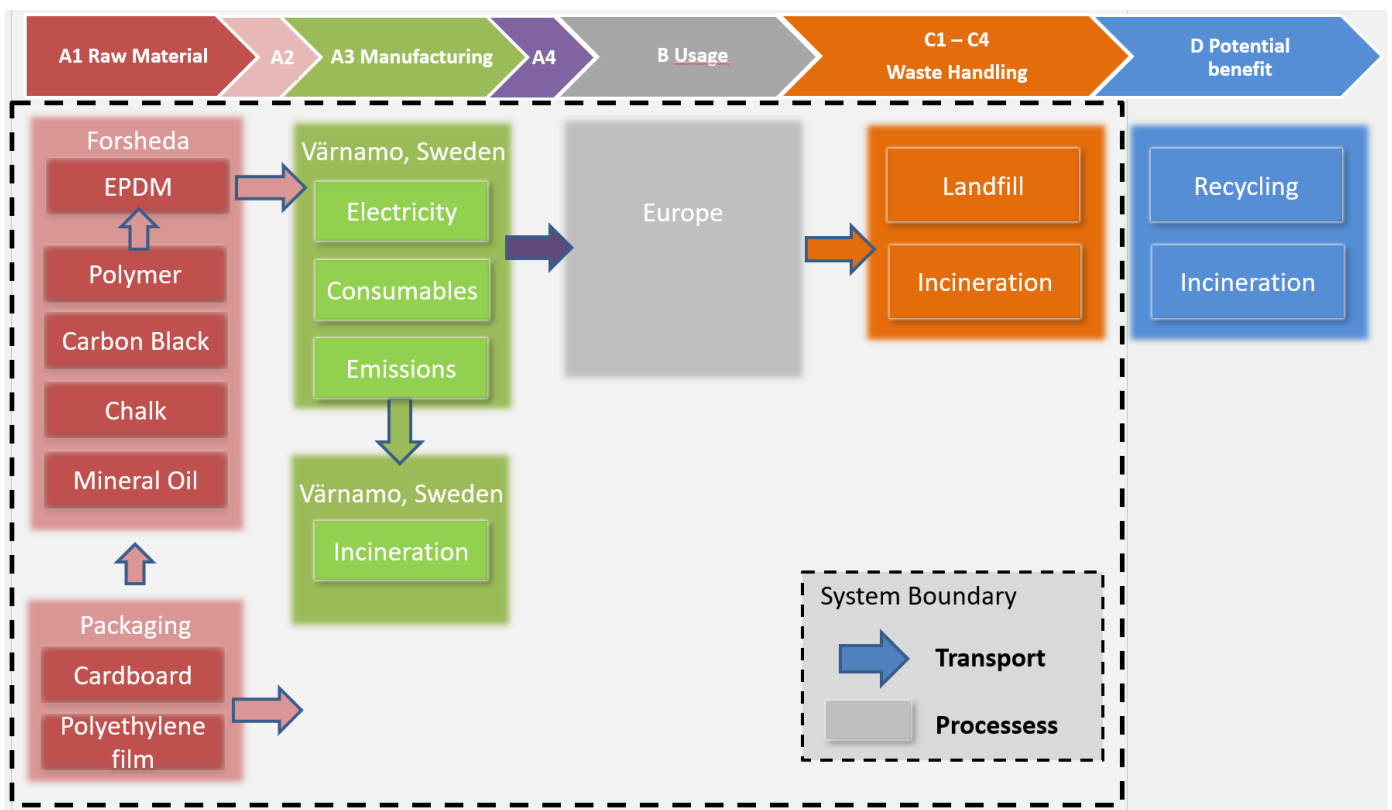 A1 Raw Material
A2
A3 Manufacturing
A4
B Usage
C1 – C4
Waste Handling
D Potential
benefit
Forsheda
EPDM
Polymer
Carbon Black
Chalk
Mineral Oil
Packaging
Cardboard
Polyethylene
film
Värnamo, Sweden
Electricity
Consumables
Emissions
Värnamo, Sweden
Incineration
Europe
Landfill
Incineration
Recycling
Incineration
System Boundary
Transport
Processess